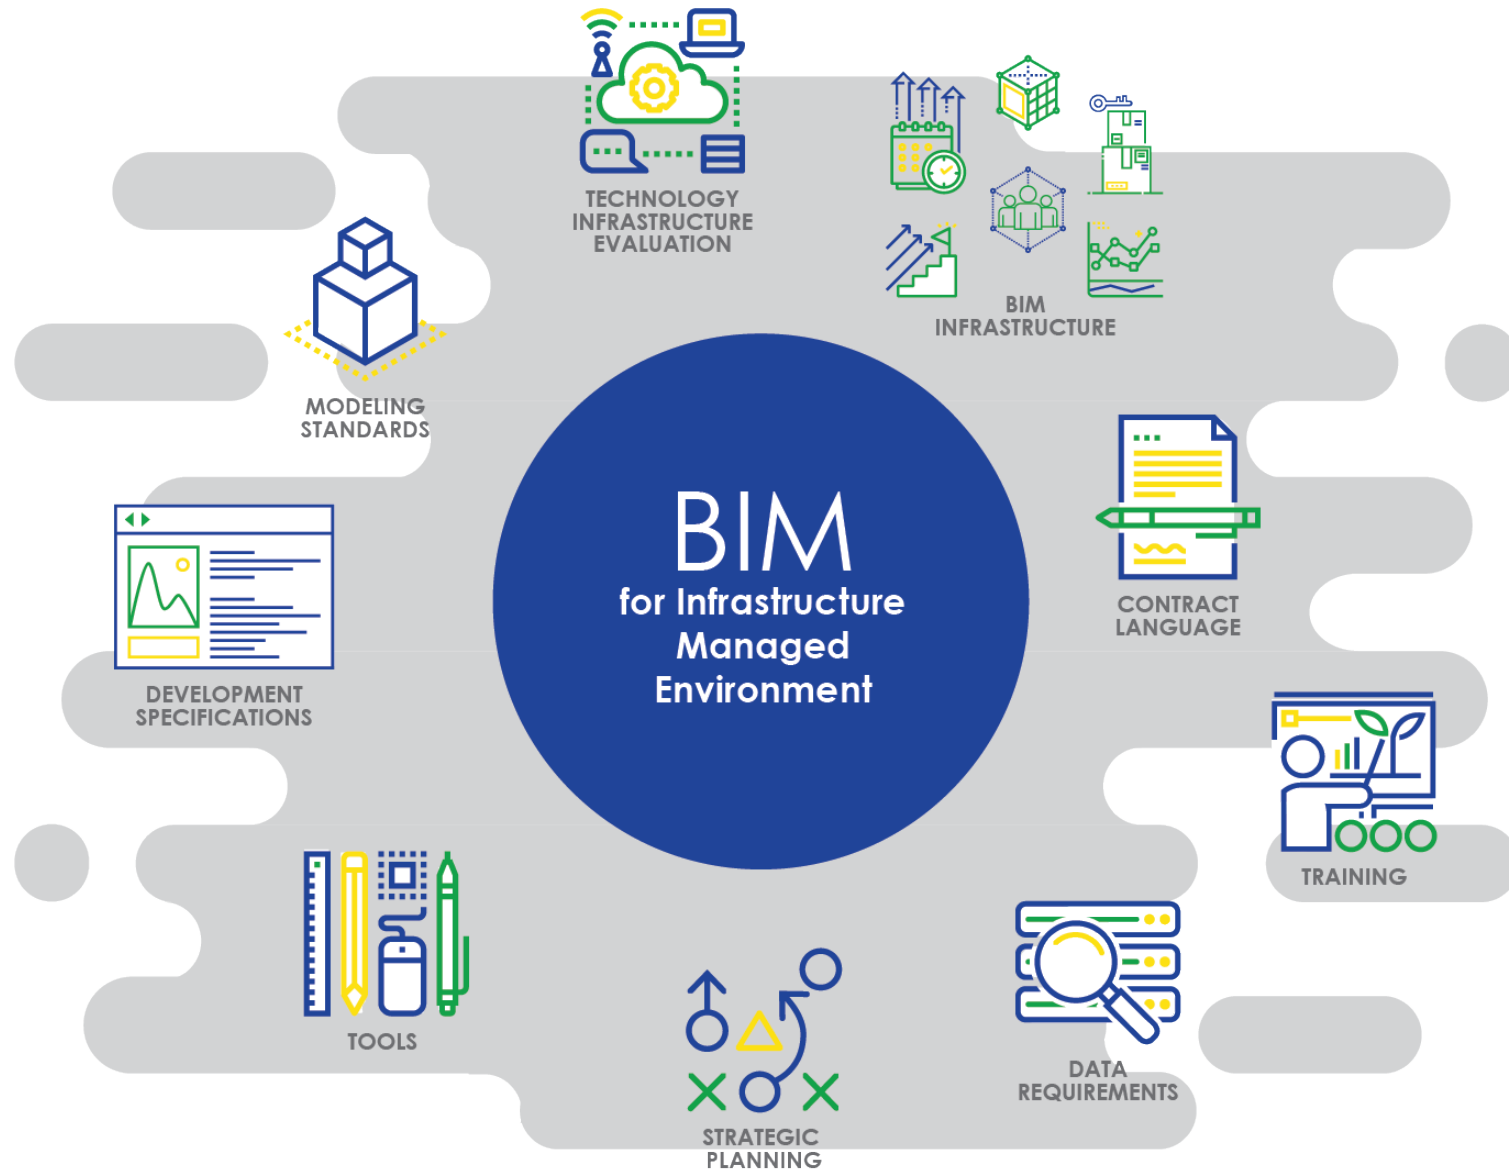 TECHNOLOGY
INFRASTRUCTURE
EVALUATION
BIM
INFRASTRUCTURE
MODELING
STANDARDS
BIM
for Infrastructure
Managed
Environment
CONTRACT
LANGUAGE
DEVELOPMENT
SPECIFICATIONS
TRAINING
TOOLS
DATA
REQUIREMENTS
STRATEGIC
PLANNING